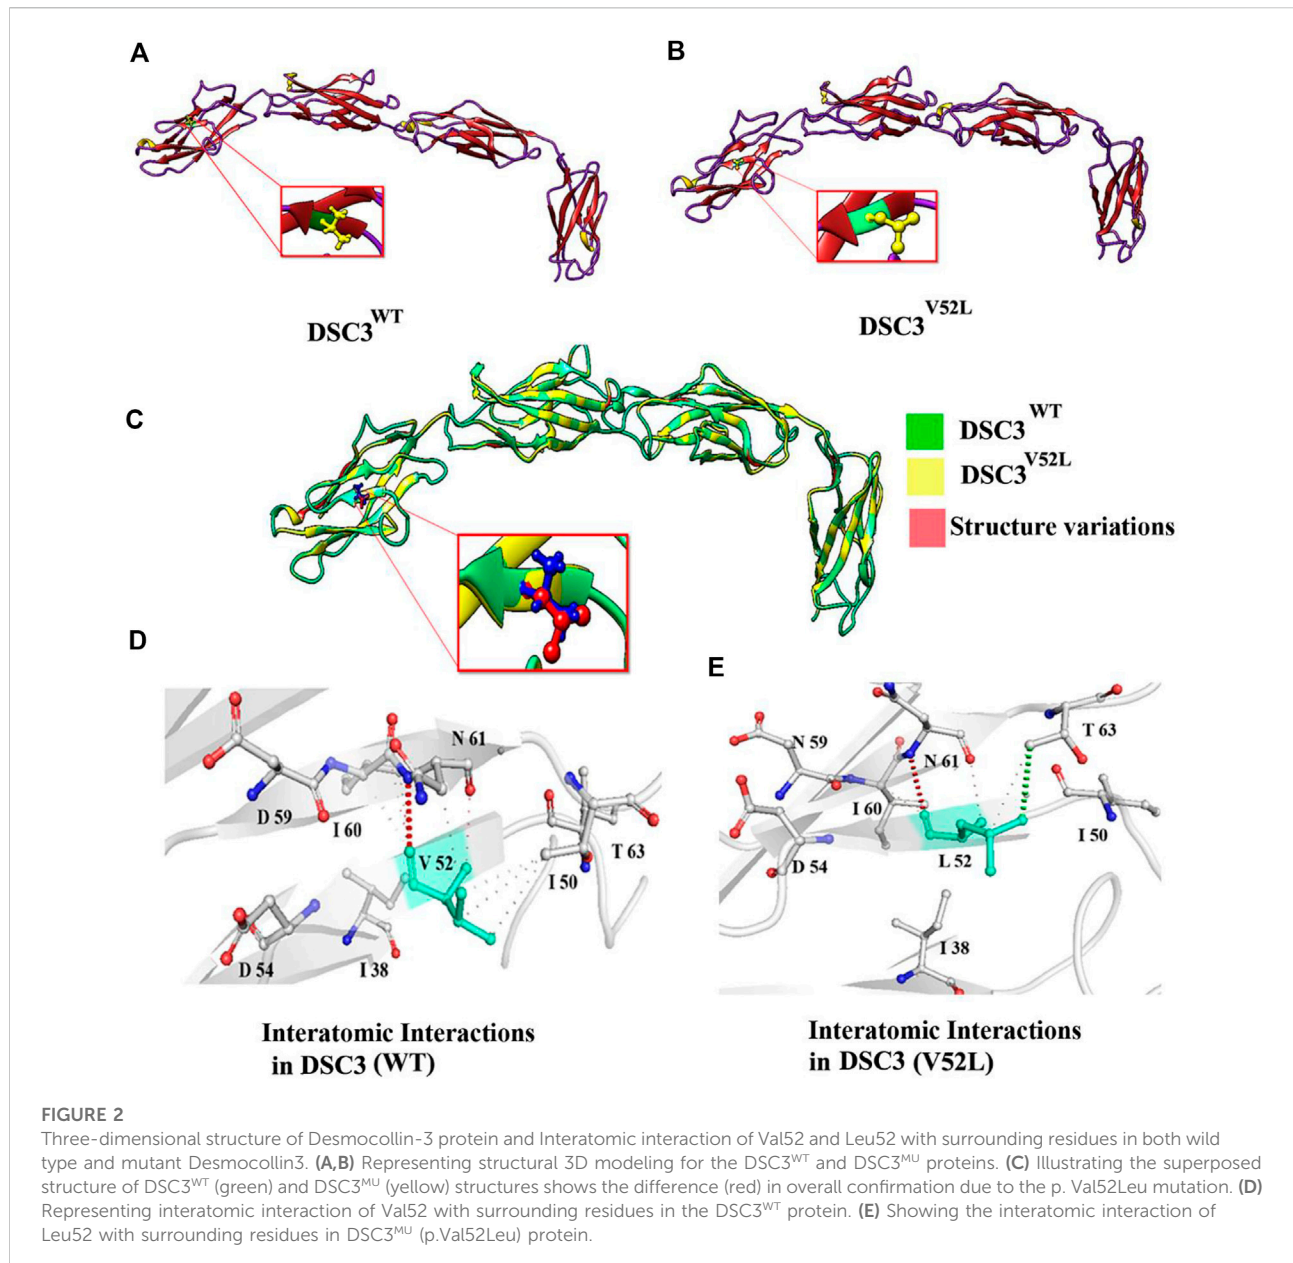 A
B
DSC3WT
DSC3V52L
C
DSC3WT
DSC3V52L
Structure variations
D
E
N 61
D 59
I 60
V 52
T 63
I 50
D 54
I 38
T 63
N 59
N 61
I 60
I 50
D 54
L 52
I 38
Interatomic Interactions
in DSC3 (WT)
Interatomic Interactions
in DSC3 (V52L)
FIGURE 2
Three-dimensional structure of Desmocollin-3 protein and Interatomic interaction of Val52 and Leu52 with surrounding residues in both wild
type and mutant Desmocollin3. (A,B) Representing structural 3D modeling for the DSC3WT and DSC3MU proteins. (C) Illustrating the superposed
structure of DSC3WT (green) and DSC3MU (yellow) structures shows the difference (red) in overall confirmation due to the p. Val52Leu mutation. (D)
Representing interatomic interaction of Val52 with surrounding residues in the DSC3WT protein. (E) Showing the interatomic interaction of
Leu52 with surrounding residues in DSC3MU (p.Val52Leu) protein.